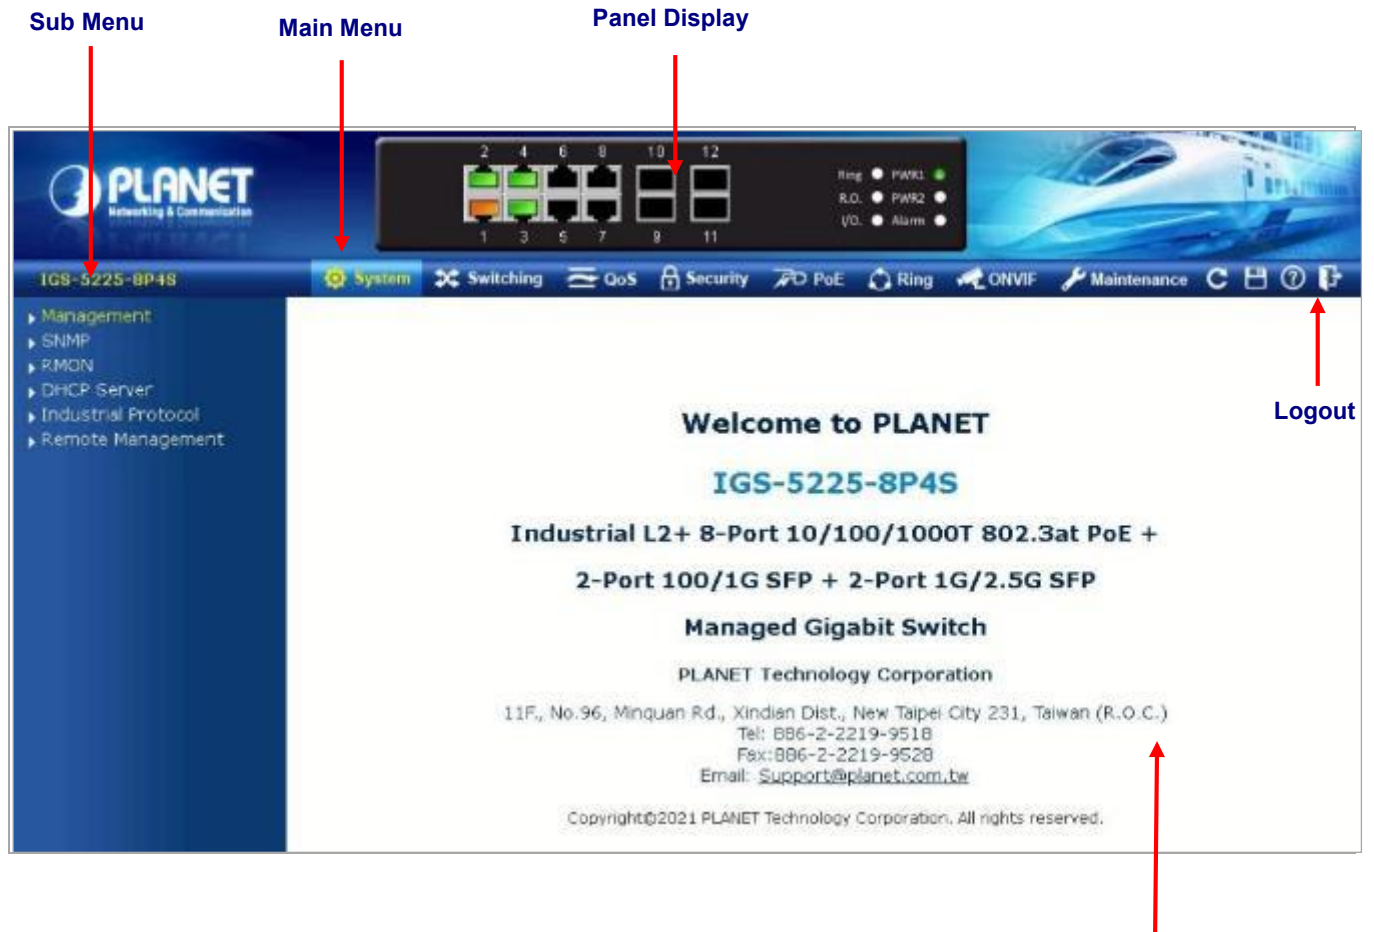 Sub Menu
Main Menu
Panel Display
PLANET
Networking & Communication
2 4 6 8 10 12
1 3 5 7 9 11
Ring PWR1
R.O. PWR2
I/O. Alarm
IGS-5225-8P4S
System Switching QoS Security PoE Ring ONVIF Maintenance
Management
SNMP
RMON
DHCP Server
Industrial Protocol
Remote Management
Logout
Welcome to PLANET
IGS-5225-8P4S
Industrial L2+ 8-Port 10/100/1000T 802.3at PoE +
2-Port 100/1G SFP + 2-Port 1G/2.5G SFP
Managed Gigabit Switch
PLANET Technology Corporation
11F., No.96, Minquan Rd., Xindian Dist., New Taipei City 231, Taiwan (R.O.C.)
Tel: 886-2-2219-9518
Fax:886-2-2219-9528
Email: Support@planet.com.tw
Copyright©2021 PLANET Technology Corporation. All rights reserved.